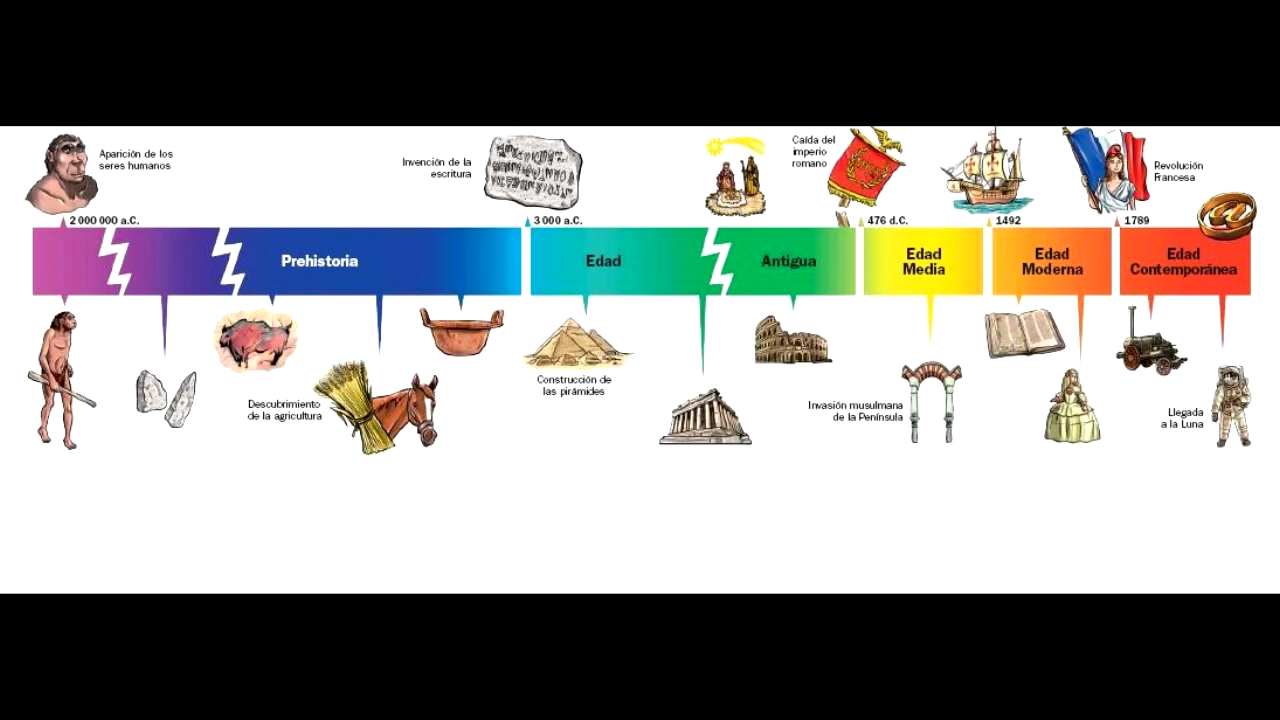 Aparición de los
seres humanos
2 000 000 a.C.
Invención de la
escritura
3 000 a.C.
Caída del
imperio
romano
476 d.C.
1492
Revolución
Francesa
1789
Prehistoria
Edad
Antigua
Edad
Media
Edad
Moderna
Edad
Contemporánea
Descubrimiento
de la agricultura
Construcción de
las pirámides
Invasión musulmana
de la Península
Llegada
a la Luna